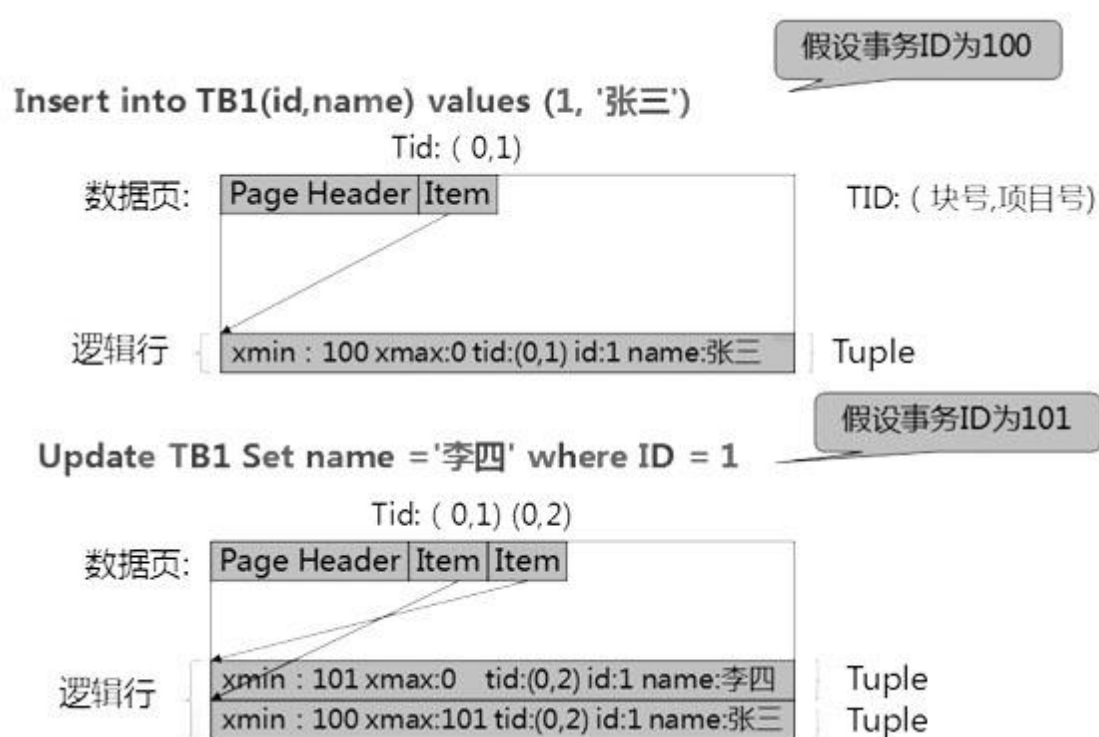 假设事务ID为100
Insert into TB1(id,name) values (1, '张三')
Tid: ( 0,1)
数据页: Page Header Item TID: ( 块号,项目号)
逻辑行 xmin : 100 xmax:0 tid:(0,1) id:1 name:张三 Tuple
假设事务ID为101
Update TB1 Set name ='李四' where ID = 1
Tid: ( 0,1) (0,2)
数据页: Page Header Item Item
xmin : 101 xmax:0 tid:(0,2) id:1 name:李四 Tuple
逻辑行
xmin : 100 xmax:101 tid:(0,2) id:1 name:张三 Tuple